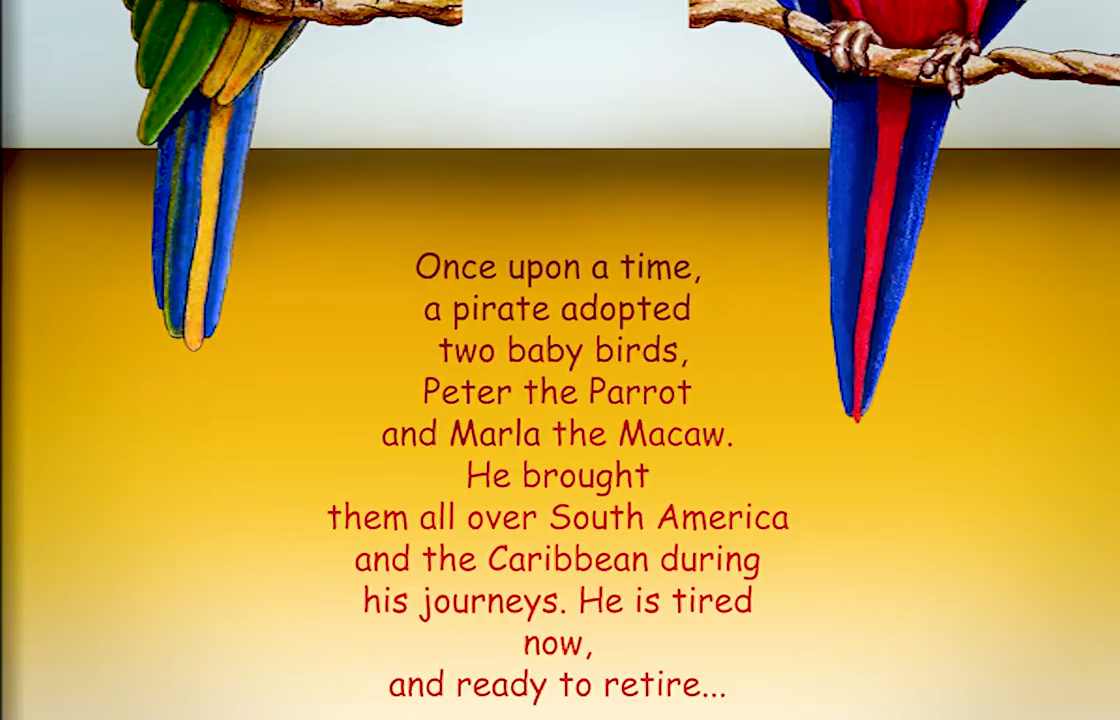 Once upon a time,
a pirate adopted
two baby birds,
Peter the Parrot
and Marla the Macaw.
He brought
them all over South America
and the Caribbean during
his journeys. He is tired
now,
and ready to retire...